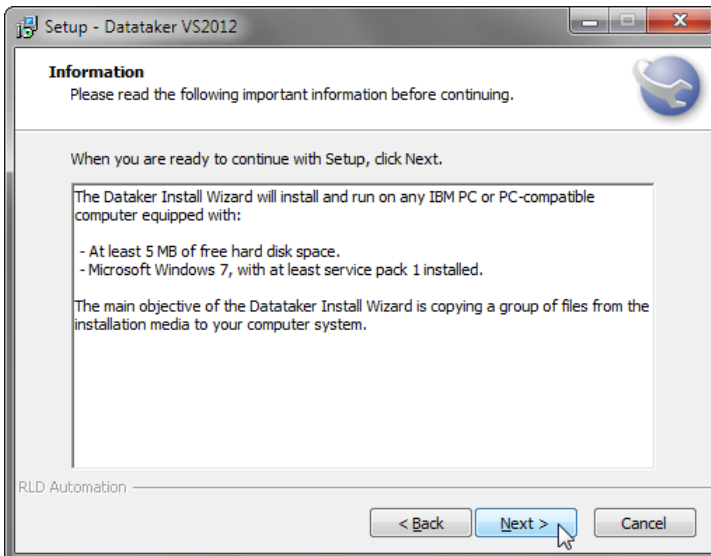 Setup - Datataker VS2012
Information
Please read the following important information before continuing.
When you are ready to continue with Setup, click Next.
The Dataker Install Wizard will install and run on any IBM PC or PC-compatible
computer equipped with:
- At least 5 MB of free hard disk space.
- Microsoft Windows 7, with at least service pack 1 installed.
The main objective of the Datataker Install Wizard is copying a group of files from the
installation media to your computer system.
RLD Automation
< Back
Next >
Cancel